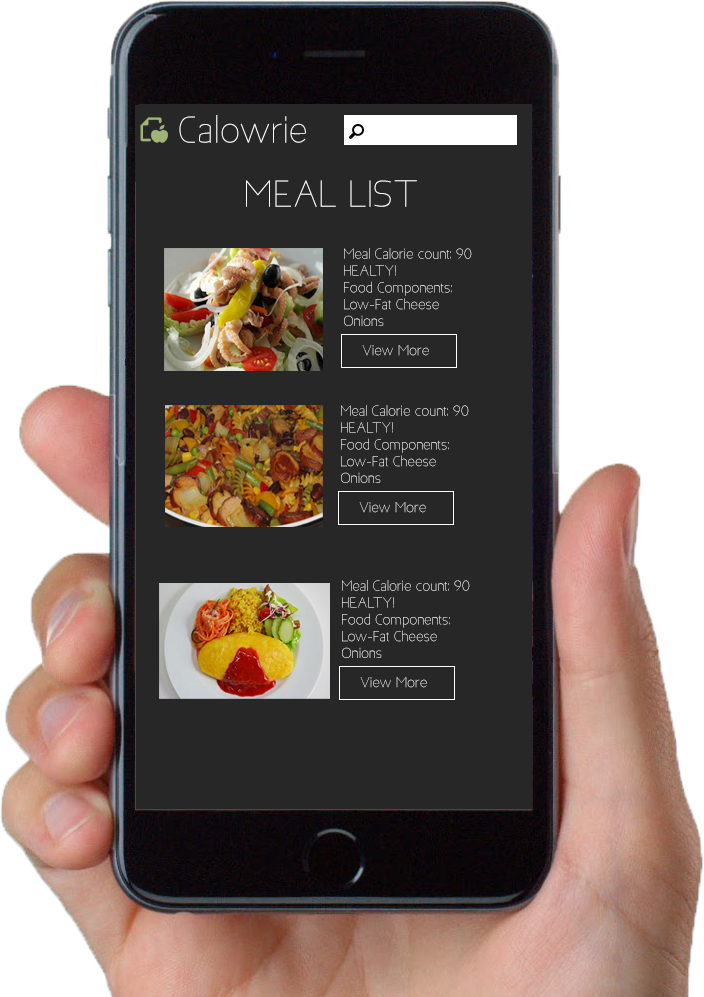 Calowrie
MEAL LIST
Meal Calorie count: 90
HEALTY!
Food Components:
Low-Fat Cheese
Onions
View More
Meal Calorie count: 90
HEALTY!
Food Components:
Low-Fat Cheese
Onions
View More
Meal Calorie count: 90
HEALTY!
Food Components:
Low-Fat Cheese
Onions
View More